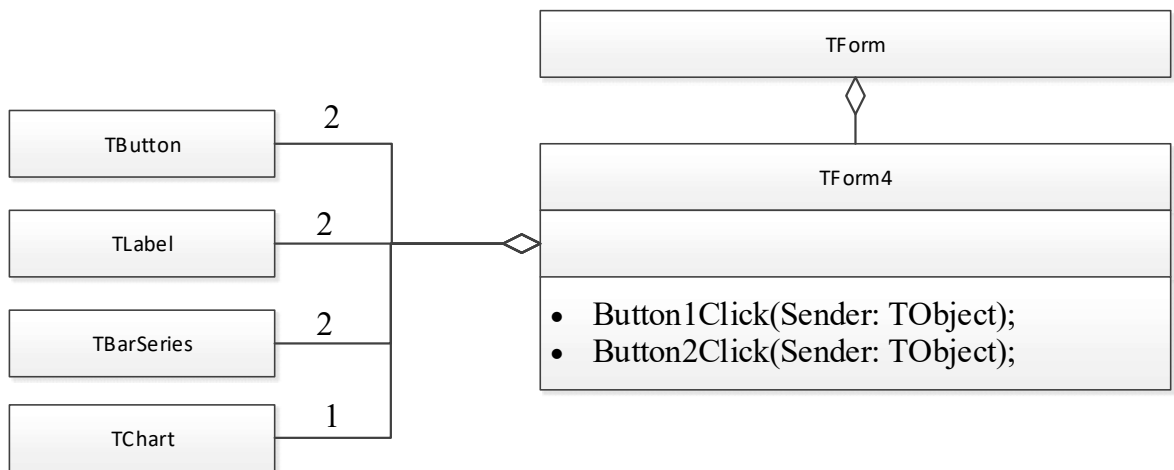 TForm
2
TButton
TForm4
2
TLabel
2
TBarSeries
1
TChart
• Button1Click(Sender: TObject);
• Button2Click(Sender: TObject);